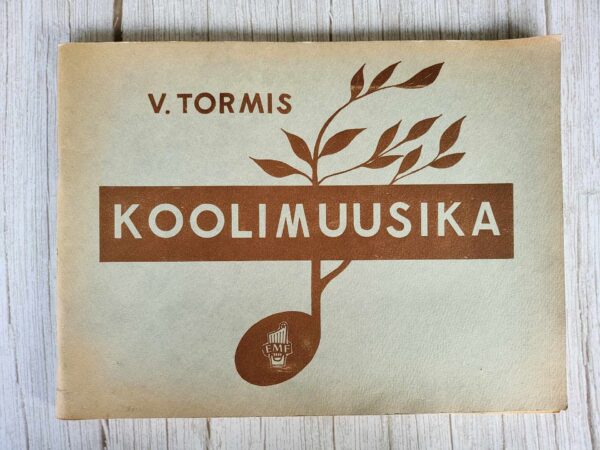 V. TORMIS
KOOLIMUUSIKA
EMF